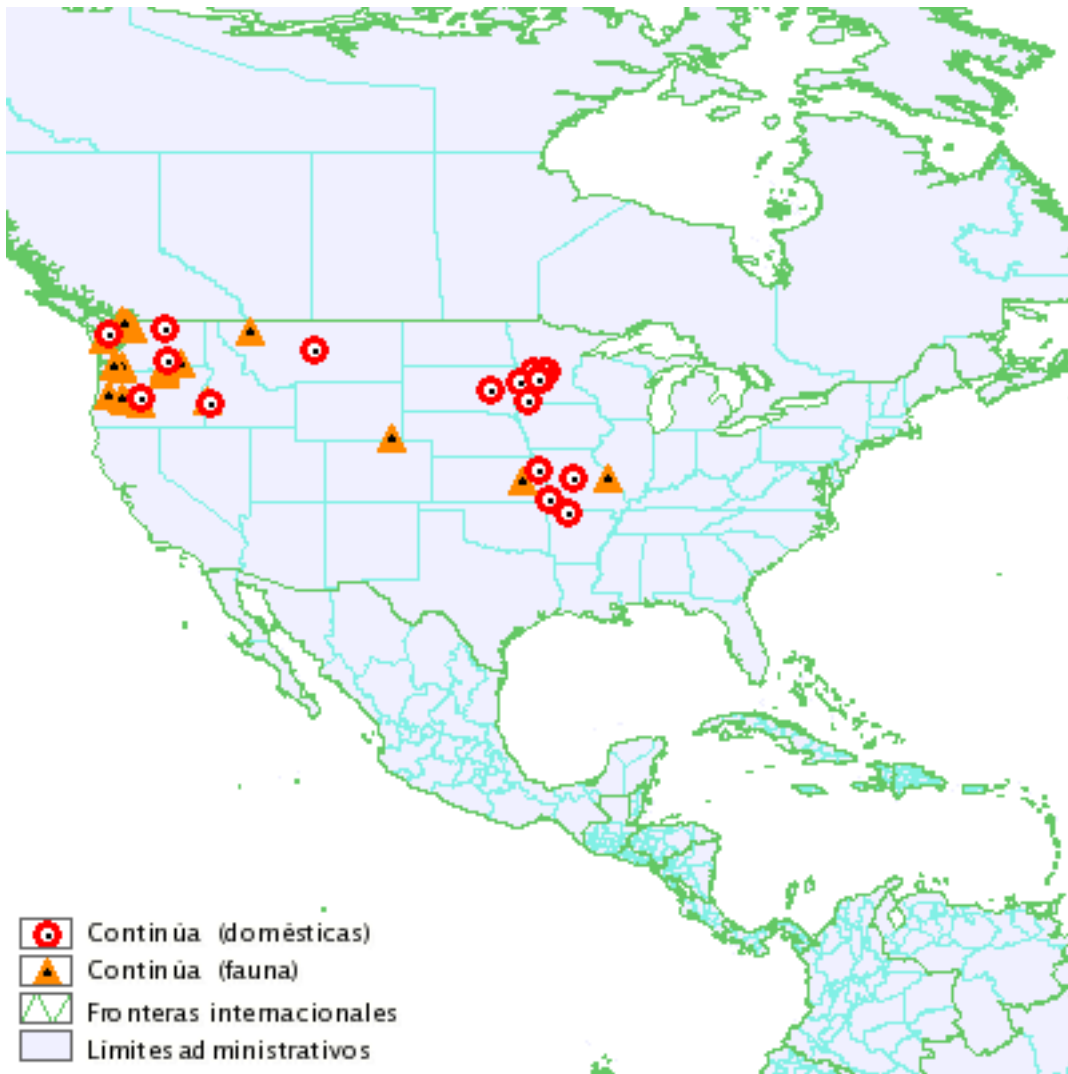 Continúa (domésticas)
Continúa (fauna)
Fronteras internacionales
Límites administrativos